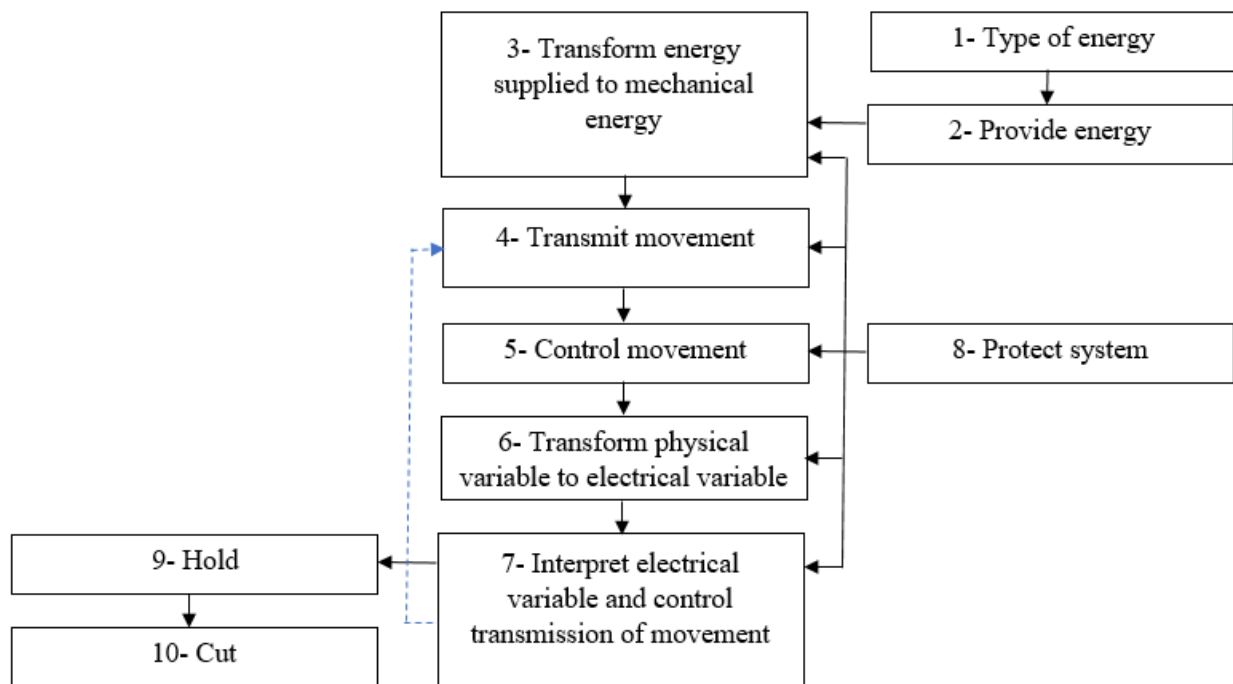 3- Transform energy
supplied to mechanical
energy
1- Type of energy
2- Provide energy
4- Transmit movement
5- Control movement
8- Protect system
6- Transform physical
variable to electrical variable
9- Hold
7- Interpret electrical
variable and control
transmission of movement
10- Cut